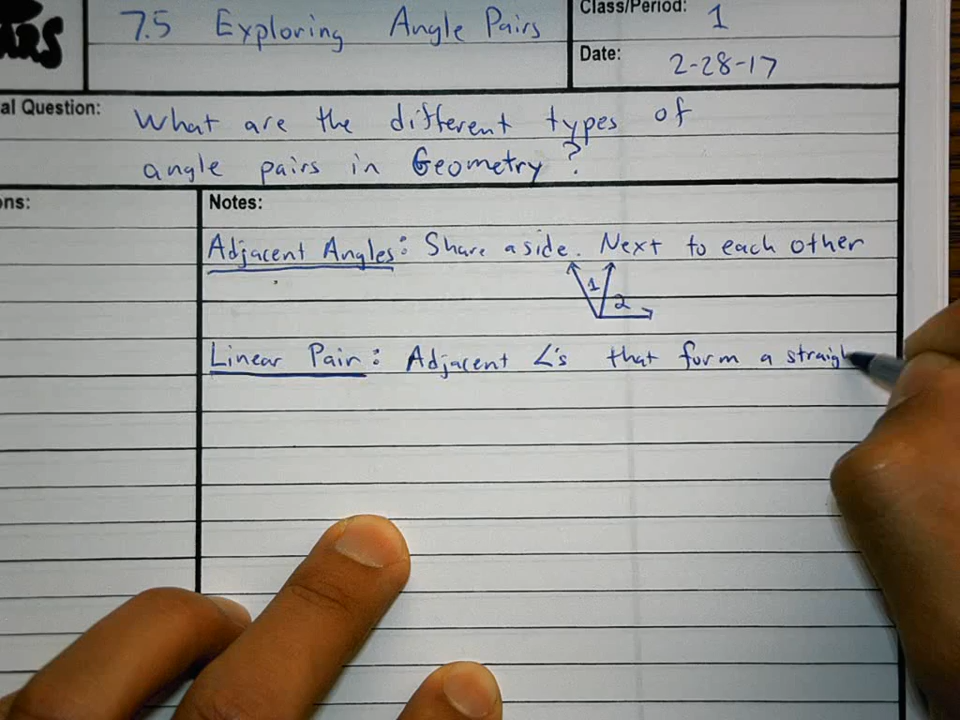 7.5 Exploring Angle Pairs
Class/Period: 1
Date: 2-28-17
al Question: What are the different types of
angle pairs in Geometry?
ns:
Notes:
Adjacent Angles: Share a side. Next to each other
1
2
Linear Pair: Adjacent ∠'s that form a straigh